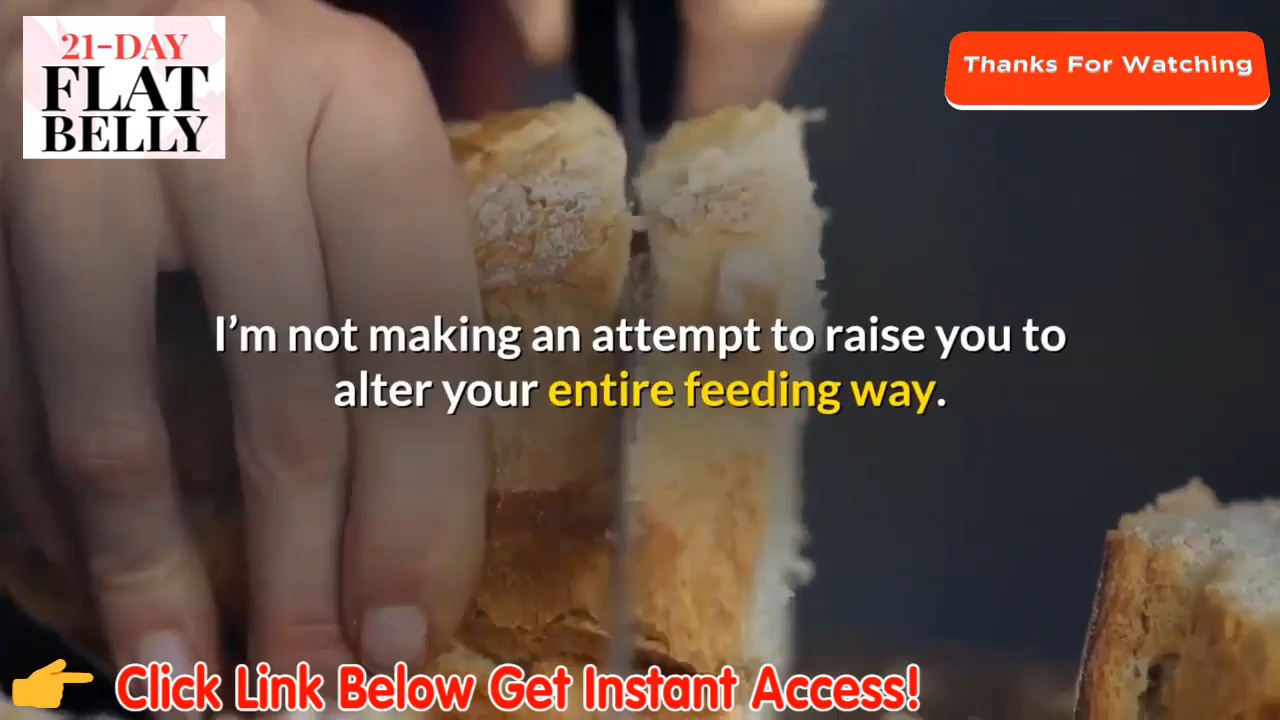 21-DAY
FLAT
BELLY
Thanks For Watching
I'm not making an attempt to raise you to
alter your entire feeding way.
Click Link Below Get Instant Access!